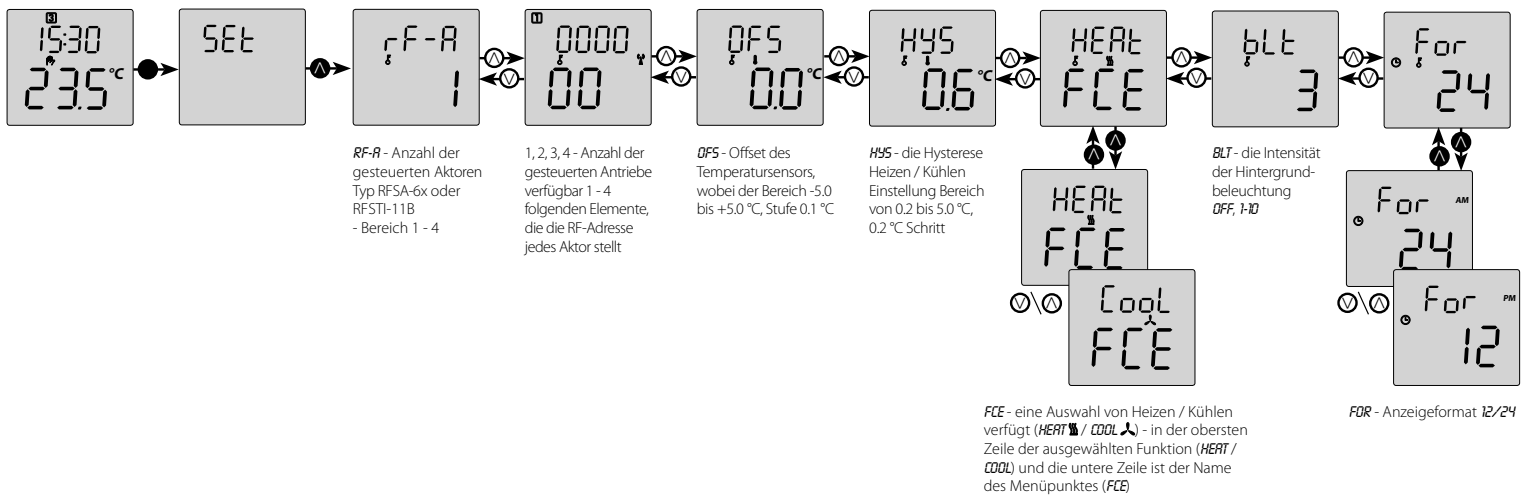 3
15:30
23.5 °C
SEt
rF-A
1
1
0000
00
OFS
0.0 °C
HYS
0.6 °C
HEAt
FCE
bLt
3
For
24
RF-A - Anzahl der
gesteuerten Aktoren
Typ RFSA-6x oder
RFSTI-11B
- Bereich 1 - 4
1, 2, 3, 4 - Anzahl der
gesteuerten Antriebe
verfügbar 1 - 4
folgenden Elemente,
die die RF-Adresse
jedes Aktor stellt
OFS - Offset des
Temperatursensors,
wobei der Bereich -5.0
bis +5.0 °C, Stufe 0.1 °C
HYS - die Hysterese
Heizen / Kühlen
Einstellung Bereich
von 0.2 bis 5.0 °C,
0.2 °C Schritt
HEAt
FCE
CooL
FCE
BLT - die Intensität
der Hintergrund-
beleuchtung
OFF, 1-10
For AM
24
For PM
12
FCE - eine Auswahl von Heizen / Kühlen
verfügt (HEAT / COOL) - in der obersten
Zeile der ausgewählten Funktion (HEAT /
COOL) und die untere Zeile ist der Name
des Menüpunktes (FCE)
FOR - Anzeigeformat 12/24